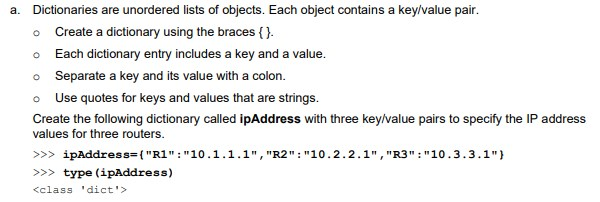 a. Dictionaries are unordered lists of objects. Each object contains a key/value pair.
o Create a dictionary using the braces { }.
o Each dictionary entry includes a key and a value.
o Separate a key and its value with a colon.
o Use quotes for keys and values that are strings.
Create the following dictionary called ipAddress with three key/value pairs to specify the IP address
values for three routers.
>>> ipAddress={"R1":"10.1.1.1","R2":"10.2.2.1","R3":"10.3.3.1"}
>>> type(ipAddress)
<class 'dict'>